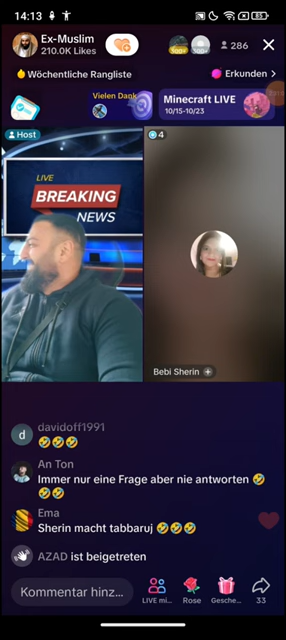 14:13
85
Ex-Muslim
210.0K Likes
286
Wöchentliche Rangliste
Erkunden
Vielen Dank
Minecraft LIVE
10/15-10/23
Host
4
LIVE
BREAKING
NEWS
Bebi Sherin
d
davidoff1991
🤣🤣🤣
An Ton
Immer nur eine Frage aber nie antworten 🤣
🤣🤣
Ema
Sherin macht tabbaruj 🤣🤣🤣
AZAD ist beigetreten
Kommentar hinz...
LIVE mi...
Rose
Gesche...
33